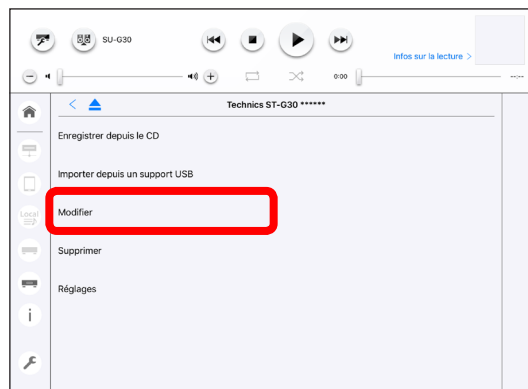 SU-G30
Infos sur la lecture >
0:00
--:--
Technics ST-G30 ******
Enregistrer depuis le CD
Importer depuis un support USB
Local
Modifier
Supprimer
Réglages
i